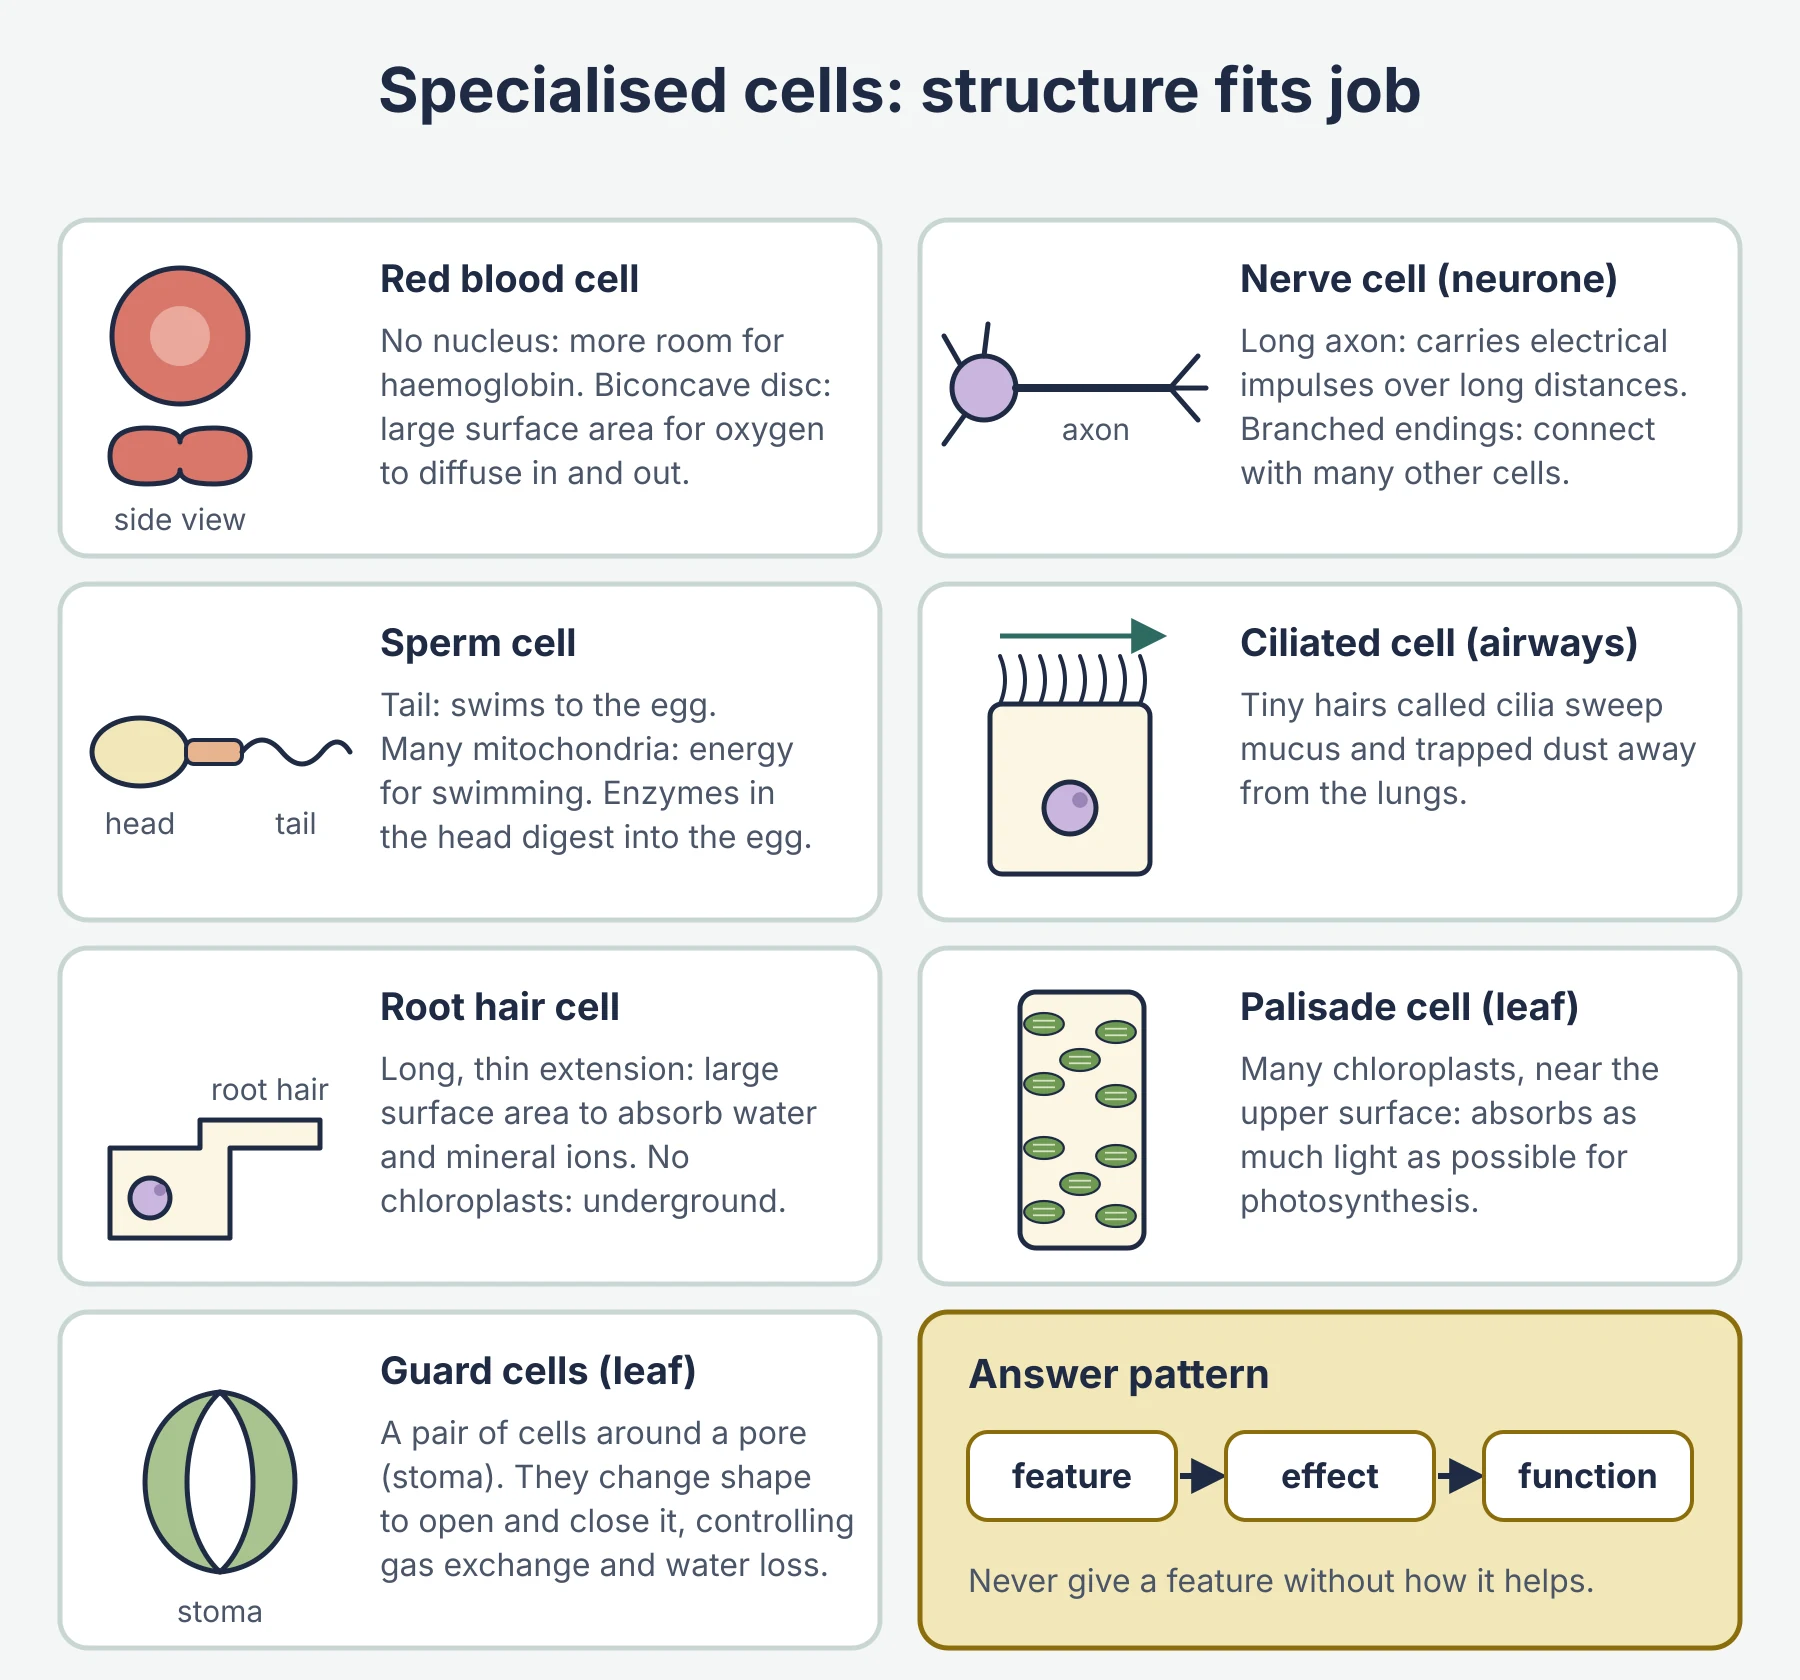 Specialised cells: structure fits job
Red blood cell
No nucleus: more room for
haemoglobin. Biconcave disc:
large surface area for oxygen
to diffuse in and out.
side view
Nerve cell (neurone)
Long axon: carries electrical
impulses over long distances.
Branched endings: connect
with many other cells.
axon
Sperm cell
Tail: swims to the egg.
Many mitochondria: energy
for swimming. Enzymes in
the head digest into the egg.
head
tail
Ciliated cell (airways)
Tiny hairs called cilia sweep
mucus and trapped dust away
from the lungs.
Root hair cell
Long, thin extension: large
surface area to absorb water
and mineral ions. No
chloroplasts: underground.
root hair
Palisade cell (leaf)
Many chloroplasts, near the
upper surface: absorbs as
much light as possible for
photosynthesis.
Guard cells (leaf)
A pair of cells around a pore
(stoma). They change shape
to open and close it, controlling
gas exchange and water loss.
stoma
Answer pattern
feature
effect
function
Never give a feature without how it helps.